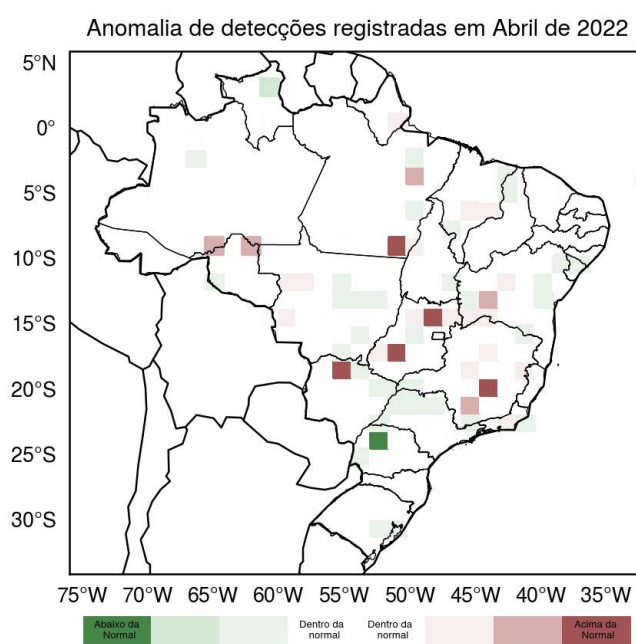 Anomalia de detecções registradas em Abril de 2022
5°N
0°
5°S
10°S
15°S
20°S
25°S
30°S
75°W 70°W 65°W 60°W 55°W 50°W 45°W 40°W 35°W
Abaixo da Normal
Dentro da normal
Dentro da normal
Acima da Normal